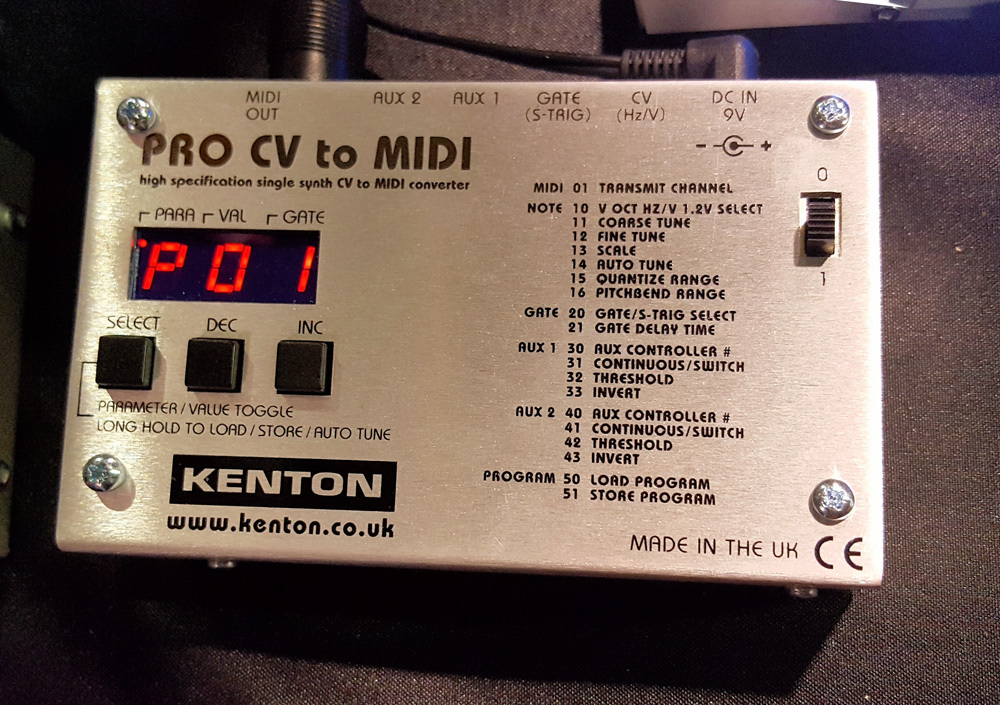 MIDI OUT AUX 2 AUX 1 GATE (S-TRIG) CV (Hz/V) DC IN 9V
- +
PRO CV to MIDI
high specification single synth CV to MIDI converter
PARA VAL GATE
P01
SELECT DEC INC
PARAMETER / VALUE TOGGLE
LONG HOLD TO LOAD / STORE / AUTO TUNE
KENTON
www.kenton.co.uk
MIDI 01 TRANSMIT CHANNEL
NOTE 10 V OCT HZ/V 1.2V SELECT
11 COARSE TUNE
12 FINE TUNE
13 SCALE
14 AUTO TUNE
15 QUANTIZE RANGE
16 PITCHBEND RANGE
GATE 20 GATE/S-TRIG SELECT
21 GATE DELAY TIME
AUX 1 30 AUX CONTROLLER #
31 CONTINUOUS/SWITCH
32 THRESHOLD
33 INVERT
AUX 2 40 AUX CONTROLLER #
41 CONTINUOUS/SWITCH
42 THRESHOLD
43 INVERT
PROGRAM 50 LOAD PROGRAM
51 STORE PROGRAM
0
1
MADE IN THE UK CE